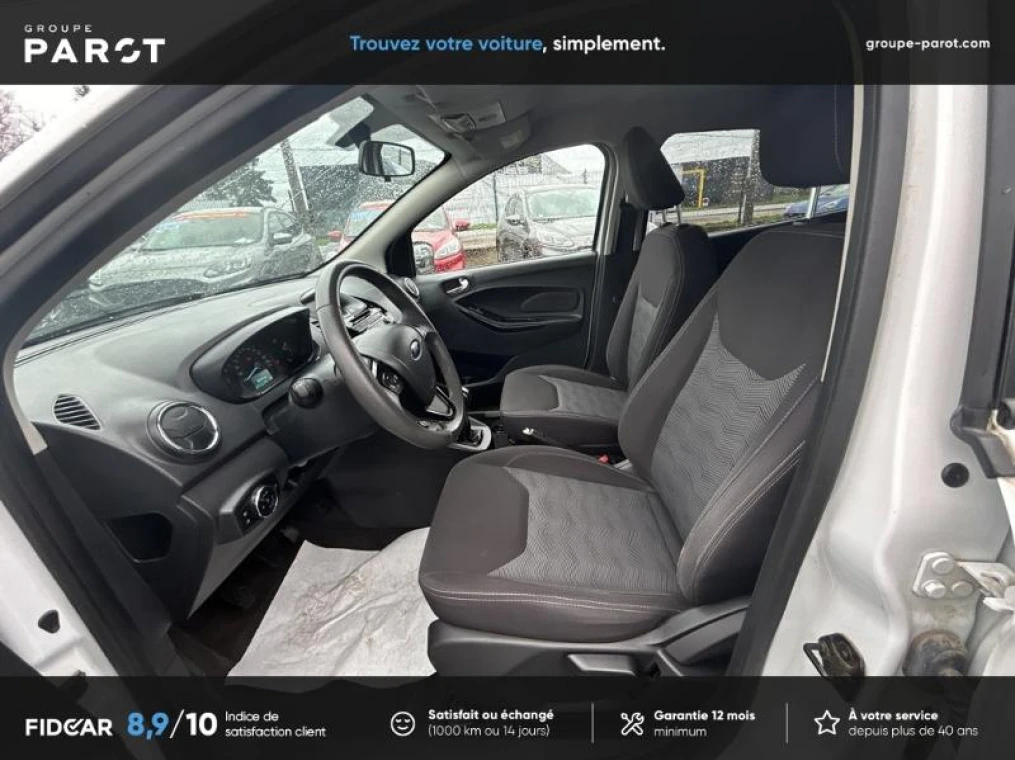 GROUPE
PAROT
Trouvez votre voiture, simplement.
groupe-parot.com
Ford
FIDCAR 8,9/10
Indice de
satisfaction client
Satisfait ou échangé
(1000 km ou 14 jours)
Garantie 12 mois
minimum
À votre service
depuis plus de 40 ans